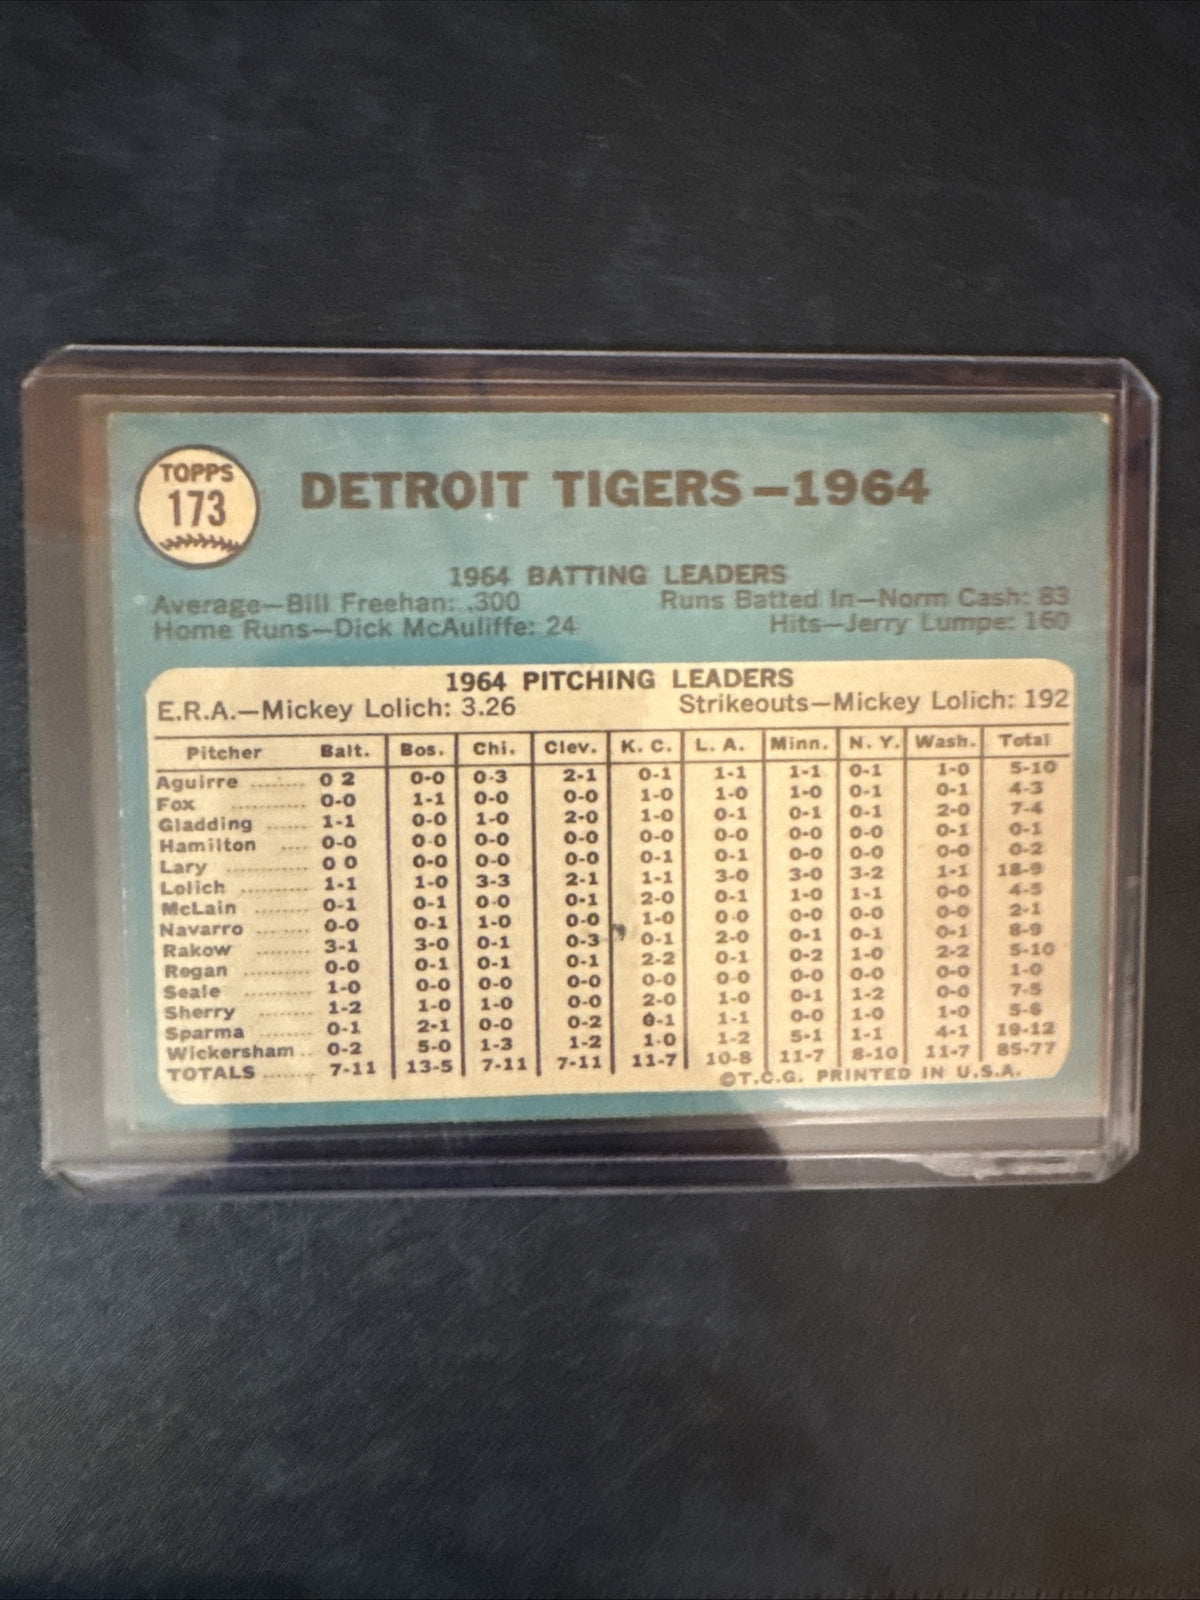 TOPPS
173
DETROIT TIGERS—1964
1964 BATTING LEADERS
Average—Bill Freehan: .300 Runs Batted In—Norm Cash: 83
Home Runs—Dick McAuliffe: 24 Hits—Jerry Lumpe: 160
1964 PITCHING LEADERS
E.R.A.—Mickey Lolich: 3.26 Strikeouts—Mickey Lolich: 192
Pitcher Balt. Bos. Chi. Clev. K. C. L. A. Minn. N. Y. Wash. Total
Aguirre ........ 0 2 0-0 0-3 2-1 0-1 1-1 1-1 0-1 1-0 5-10
Fox .......... 0-0 1-1 0-0 0-0 1-0 1-0 1-0 0-1 0-1 4-3
Gladding ...... 1-1 0-0 1-0 2-0 1-0 0-1 0-1 0-1 2-0 7-4
Hamilton .... 0-0 0-0 0-0 0-0 0-0 0-0 0-0 0-0 0-1 0-1
Lary .......... 0 0 0-0 0-0 0-0 0-1 0-1 0-0 0-0 0-0 0-2
Lolich ........ 1-1 1-0 3-3 2-1 1-1 3-0 3-0 3-2 1-1 18-9
McLain ........ 0-1 0-1 0-0 0-1 2-0 0-1 1-0 1-1 0-0 4-5
Navarro ...... 0-0 0-1 1-0 0-0 1-0 0-0 0-0 0-0 0-0 2-1
Rakow ........ 3-1 3-0 0-1 0-3 0-1 2-0 0-1 0-1 0-1 8-9
Regan ........ 0-0 0-1 0-1 0-1 2-2 0-1 0-2 1-0 2-2 5-10
Seale .......... 1-0 0-0 0-0 0-0 0-0 0-0 0-0 0-0 0-0 1-0
Sherry ........ 1-2 1-0 1-0 0-0 2-0 1-0 0-1 1-2 0-0 7-5
Sparma ........ 0-1 2-1 0-0 0-2 0-1 1-1 0-0 1-0 1-0 5-6
Wickersham .. 0-2 5-0 1-3 1-2 1-0 1-2 5-1 1-1 4-1 19-12
TOTALS ....... 7-11 13-5 7-11 7-11 11-7 10-8 11-7 8-10 11-7 85-77
©T.C.G. PRINTED IN U.S.A.